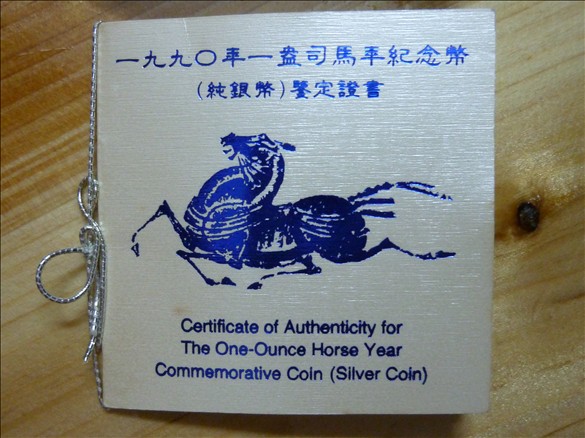 一九九〇年一盎司馬年紀念幣
(純銀幣)鑒定證書
Certificate of Authenticity for
The One-Ounce Horse Year
Commemorative Coin (Silver Coin)